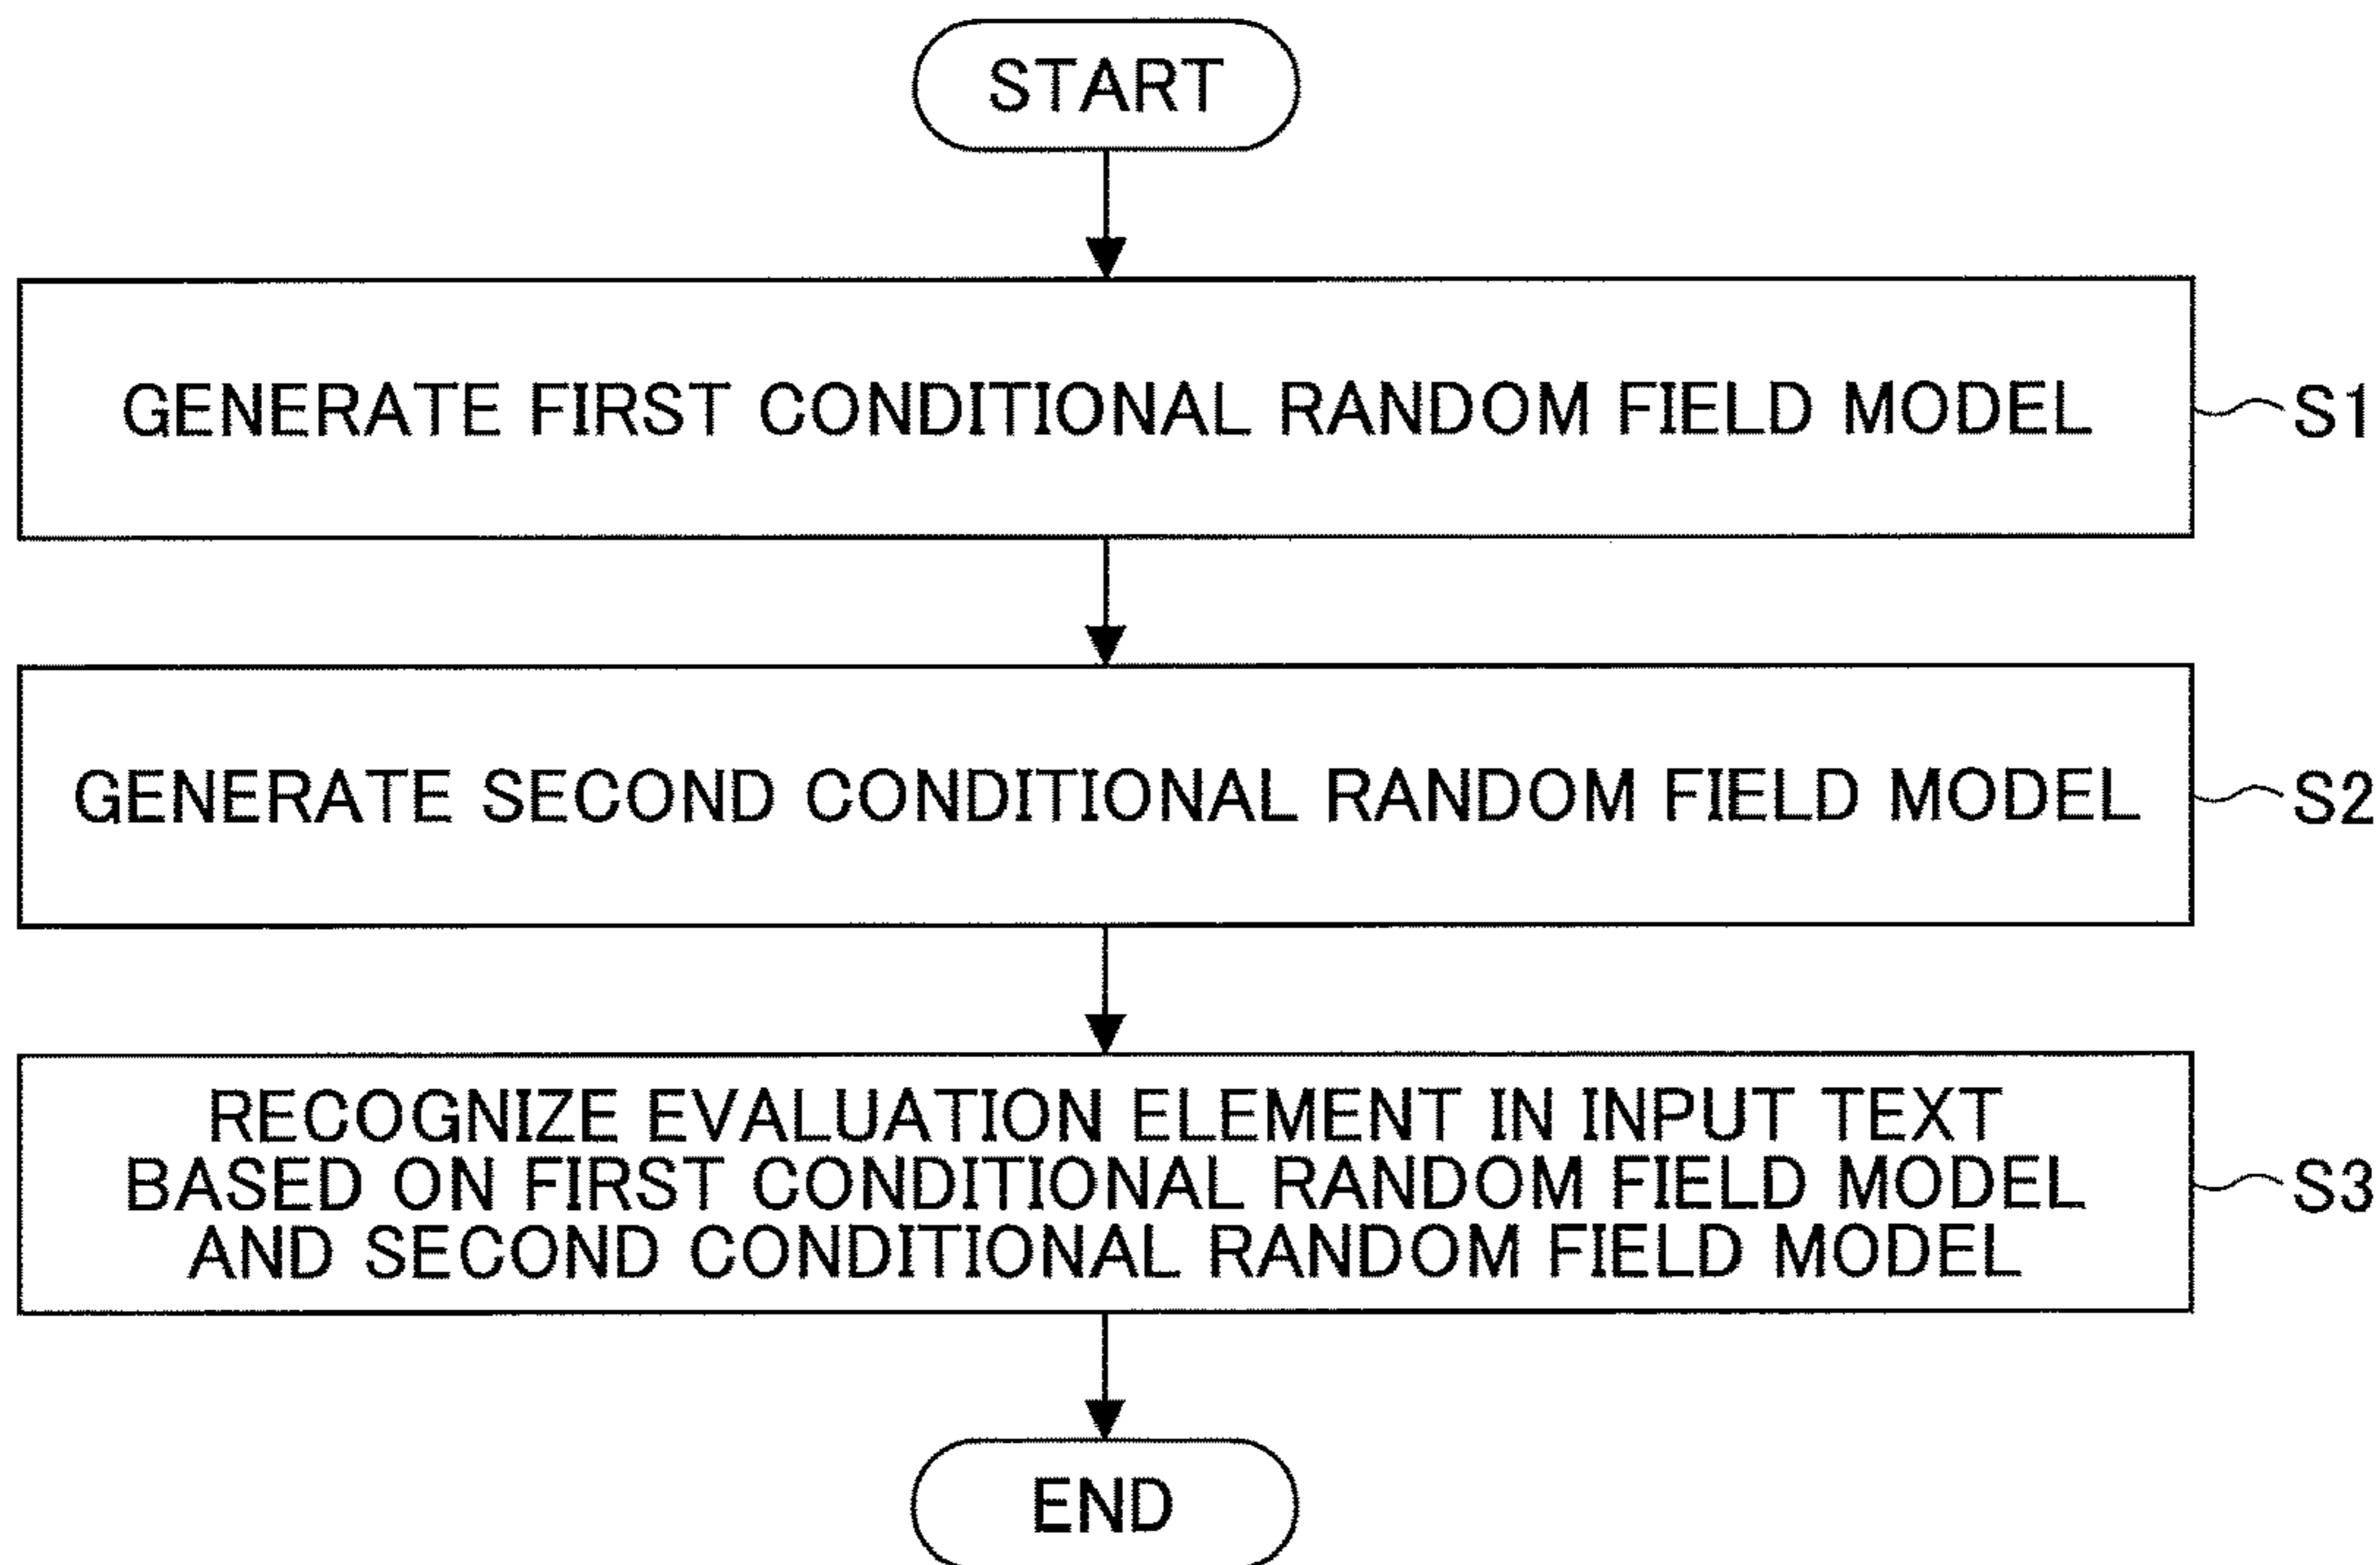 START
GENERATE FIRST CONDITIONAL RANDOM FIELD MODEL
S1
GENERATE SECOND CONDITIONAL RANDOM FIELD MODEL
S2
RECOGNIZE EVALUATION ELEMENT IN INPUT TEXT
BASED ON FIRST CONDITIONAL RANDOM FIELD MODEL
AND SECOND CONDITIONAL RANDOM FIELD MODEL
S3
END